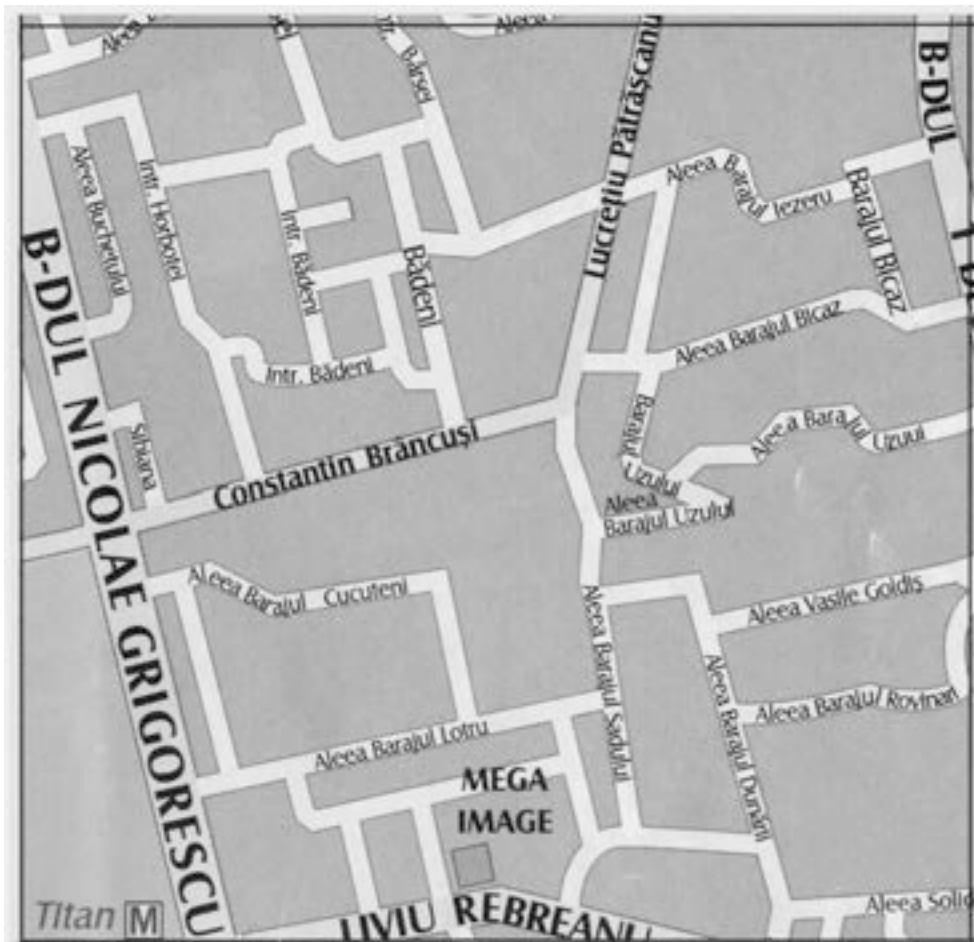 Aleea
Intr. Bârsei
Lucrețiu Pătrășcanu
B-DUL
Aleea Barajul Iezeru
Barajul Bicaz
Aleea Buchetului
Intr. Horbotei
Intr. Bădeni
Bădeni
Intr. Bădeni
Aleea Barajul Bicaz
B-DUL NICOLAE GRIGORESCU
Sibiana
Constantin Brâncuși
Barajul Uzului
Aleea Barajul Uzului
Aleea
Barajul Uzului
Aleea Barajul Cucuteni
Aleea Barajul Sadului
Aleea Vasile Goldiș
Aleea Barajul Dunării
Aleea Barajul Rovinari
Aleea Barajul Lotru
MEGA
IMAGE
Titan M
LIVIU REBREANU
Aleea